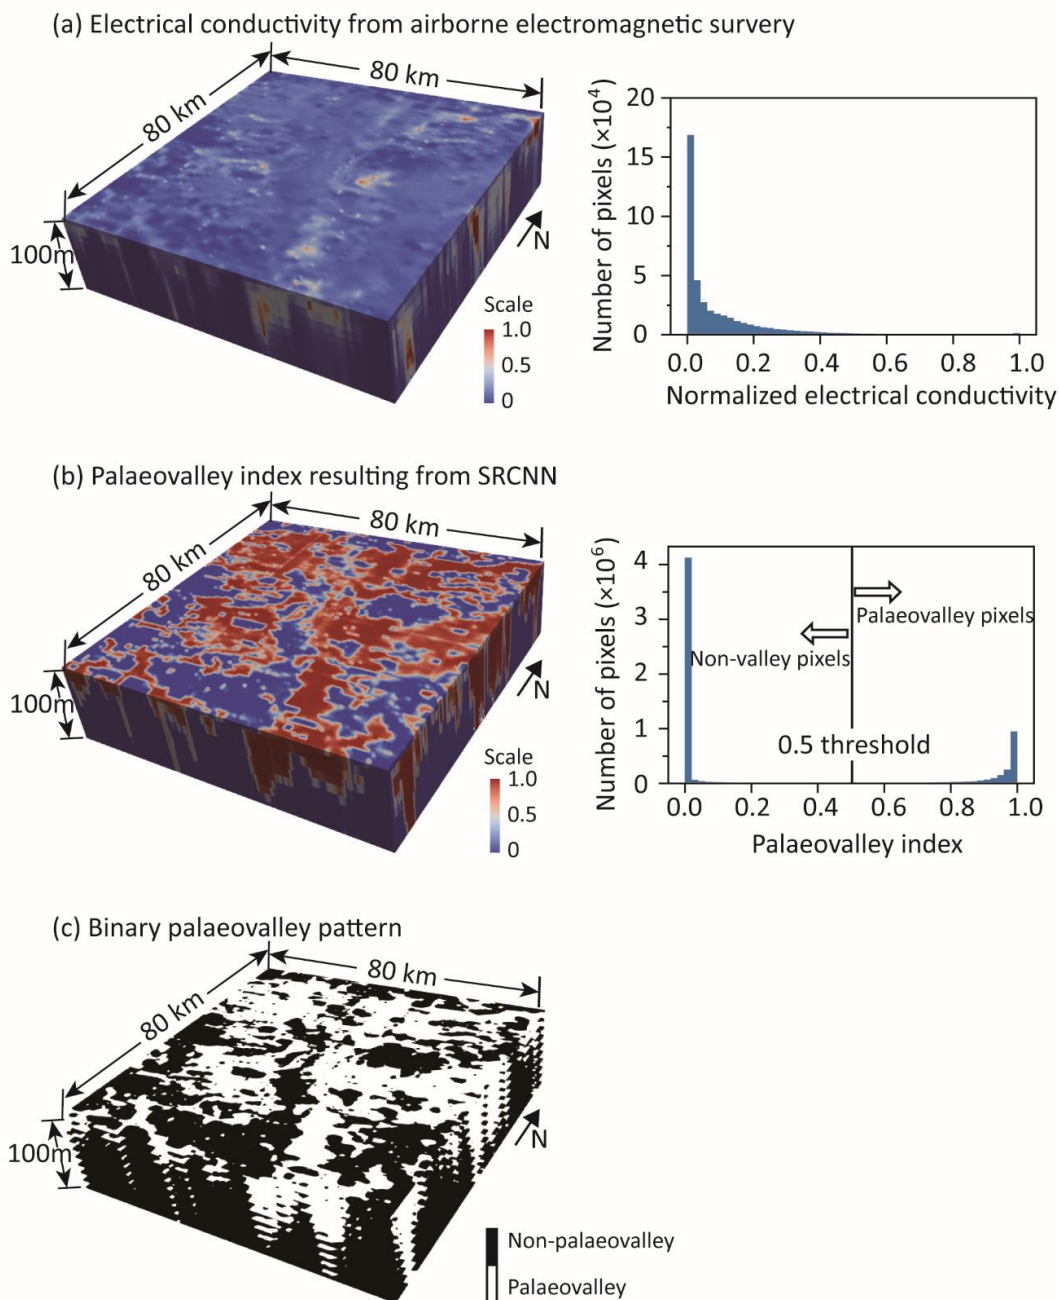 (a) Electrical conductivity from airborne electromagnetic survery
80 km
80 km
100m
N
Scale
1.0
0.5
0
Number of pixels (×10⁴)
20
15
10
5
0
0.0 0.2 0.4 0.6 0.8 1.0
Normalized electrical conductivity
(b) Palaeovalley index resulting from SRCNN
80 km
80 km
100m
N
Scale
1.0
0.5
0
Number of pixels (×10⁶)
4
3
2
1
0
Palaeovalley pixels
Non-valley pixels
0.5 threshold
0.0 0.2 0.4 0.6 0.8 1.0
Palaeovalley index
(c) Binary palaeovalley pattern
80 km
80 km
100m
N
Non-palaeovalley
Palaeovalley